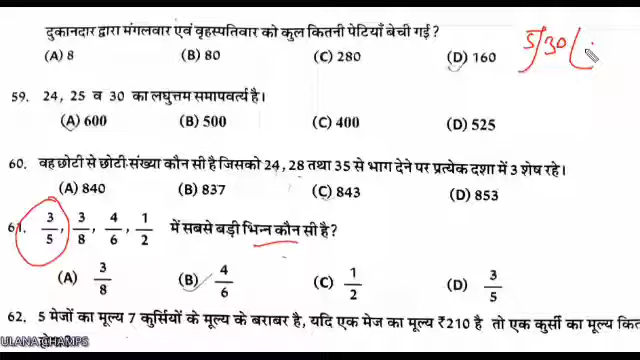 दुकानदार द्वारा मंगलवार एवं वृहस्पतिवार को कुल कितनी पेटियाँ बेची गई?
(A) 8 (B) 80 (C) 280 (D) 160
5)30(
59. 24, 25 व 30 का लघुत्तम समापवर्त्य है।
(A) 600 (B) 500 (C) 400 (D) 525
60. वह छोटी से छोटी संख्या कौन सी है जिसको 24, 28 तथा 35 से भाग देने पर प्रत्येक दशा में 3 शेष रहे।
(A) 840 (B) 837 (C) 843 (D) 853
61. 3/5, 3/8, 4/6, 1/2 में सबसे बड़ी भिन्न कौन सी है?
(A) 3/8 (B) 4/6 (C) 1/2 (D) 3/5
62. 5 मेजों का मूल्य 7 कुर्सियों के मूल्य के बराबर है, यदि एक मेज का मूल्य ₹210 है तो एक कुर्सी का मूल्य